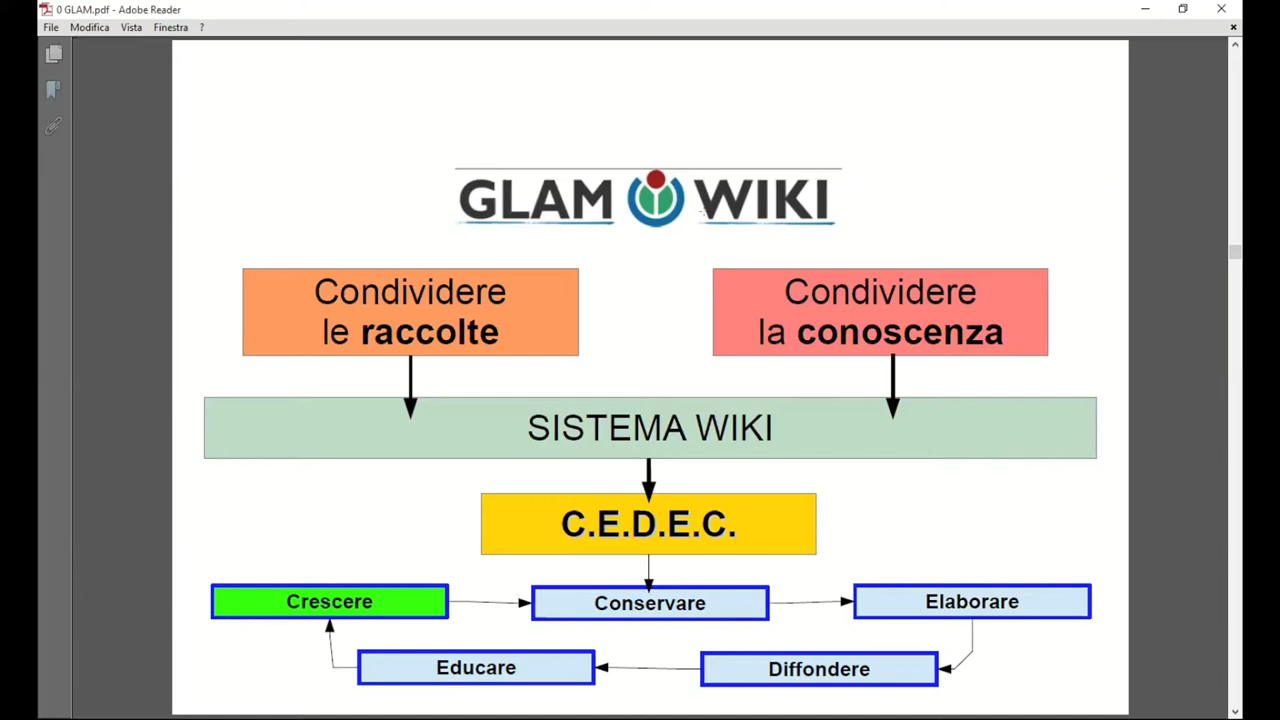 0 GLAM.pdf - Adobe Reader
File Modifica Vista Finestra ?
GLAM WIKI
Condividere
le raccolte
Condividere
la conoscenza
SISTEMA WIKI
C.E.D.E.C.
Crescere
Conservare
Elaborare
Educare
Diffondere